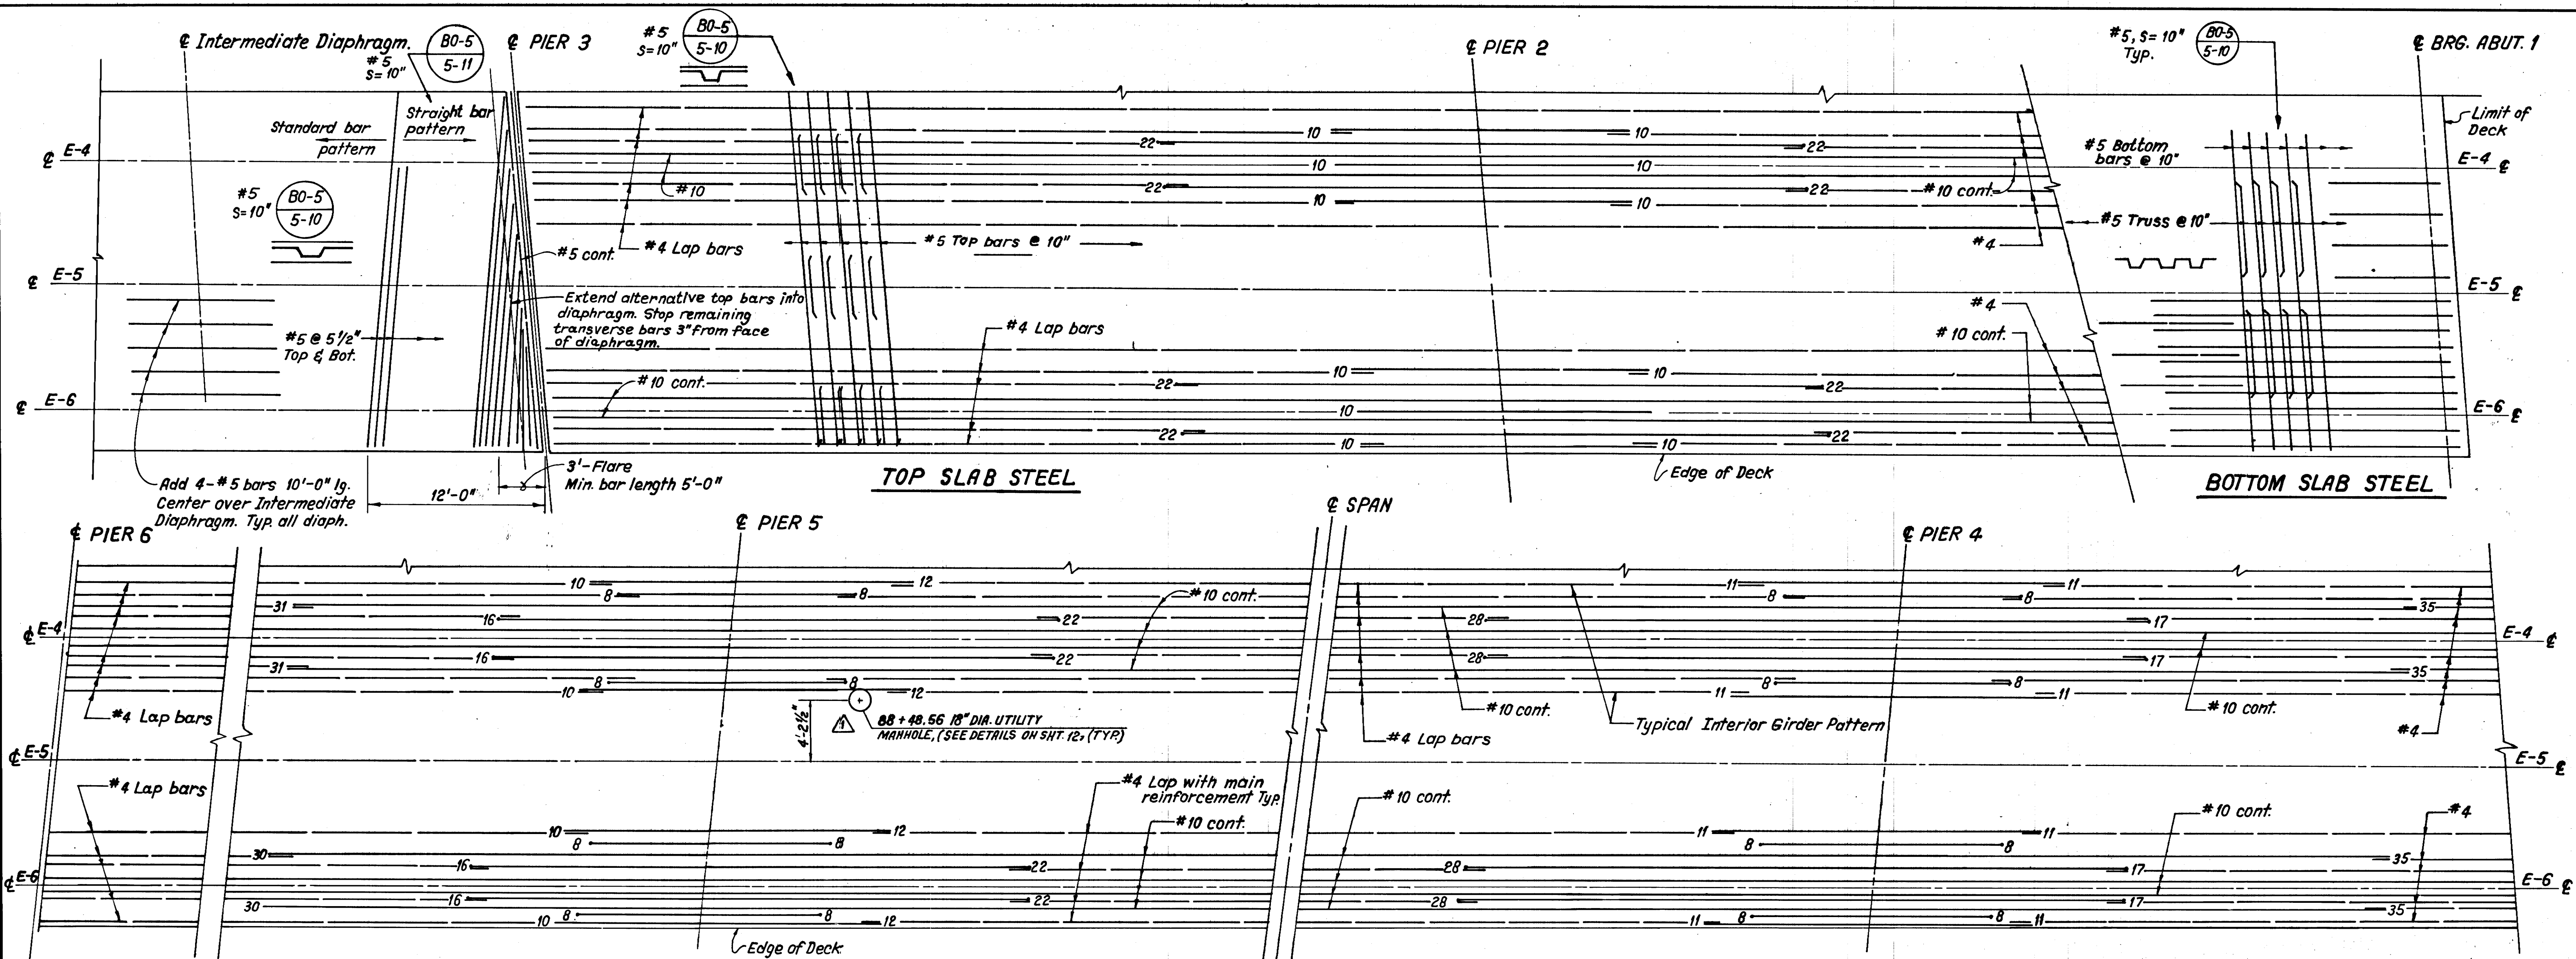 ℄ Intermediate Diaphragm.
#5
S=10"
BO-5
5-11
℄ PIER 3
#5
S=10"
BO-5
5-10
℄ PIER 2
#5, S=10"
Typ.
BO-5
5-10
℄ BRG. ABUT. 1
Standard bar
pattern
Straight bar
pattern
Limit of
Deck
℄ E-4
10
10
22
22
#5 Bottom
bars @ 10"
E-4 ℄
10
10
#10
22
22
#10 cont.
#5
S=10"
BO-5
5-10
10
10
#5 Truss @ 10"
#5 cont.
#4 Lap bars
#5 Top bars @ 10"
#4
℄ E-5
E-5 ℄
Extend alternative top bars into
diaphragm. Stop remaining
transverse bars 3" from face
of diaphragm.
#5 @ 5 1/2"
Top & Bot.
#4 Lap bars
#4
#10 cont.
#10 cont.
10
10
22
22
℄ E-6
10
E-6 ℄
22
22
10
10
3'-Flare
Min. bar length 5'-0"
12'-0"
Add 4-#5 bars 10'-0" lg.
Center over Intermediate
Diaphragm. Typ. all diaph.
TOP SLAB STEEL
Edge of Deck
BOTTOM SLAB STEEL
℄ PIER 6
℄ PIER 5
℄ SPAN
℄ PIER 4
10
12
11
11
8
8
#10 cont.
8
8
31
35
16
22
28
17
℄ E-4
E-4 ℄
16
22
28
17
31
35
8
8
8
8
10
12
11
11
#4 Lap bars
4'-2½"
1
88+48.56 18" DIA. UTILITY
MANHOLE, (SEE DETAILS ON SHT. 12, (TYP.)
#10 cont.
Typical Interior Girder Pattern
#10 cont.
#4
#4 Lap bars
℄ E-5
E-5 ℄
#4 Lap bars
#4 Lap with main
reinforcement Typ.
#10 cont.
#10 cont.
#10 cont.
#4
10
12
11
11
8
8
8
8
30
35
16
22
28
17
℄ E-6
E-6 ℄
16
22
28
17
30
35
8
8
8
8
10
12
11
11
Edge of Deck